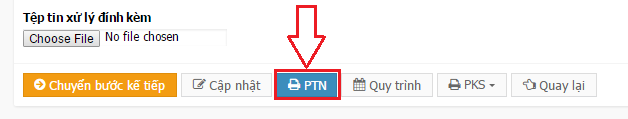 Tệp tin xử lý đính kèm
Choose File No file chosen
Chuyển bước kế tiếp Cập nhật PTN Quy trình PKS Quay lại